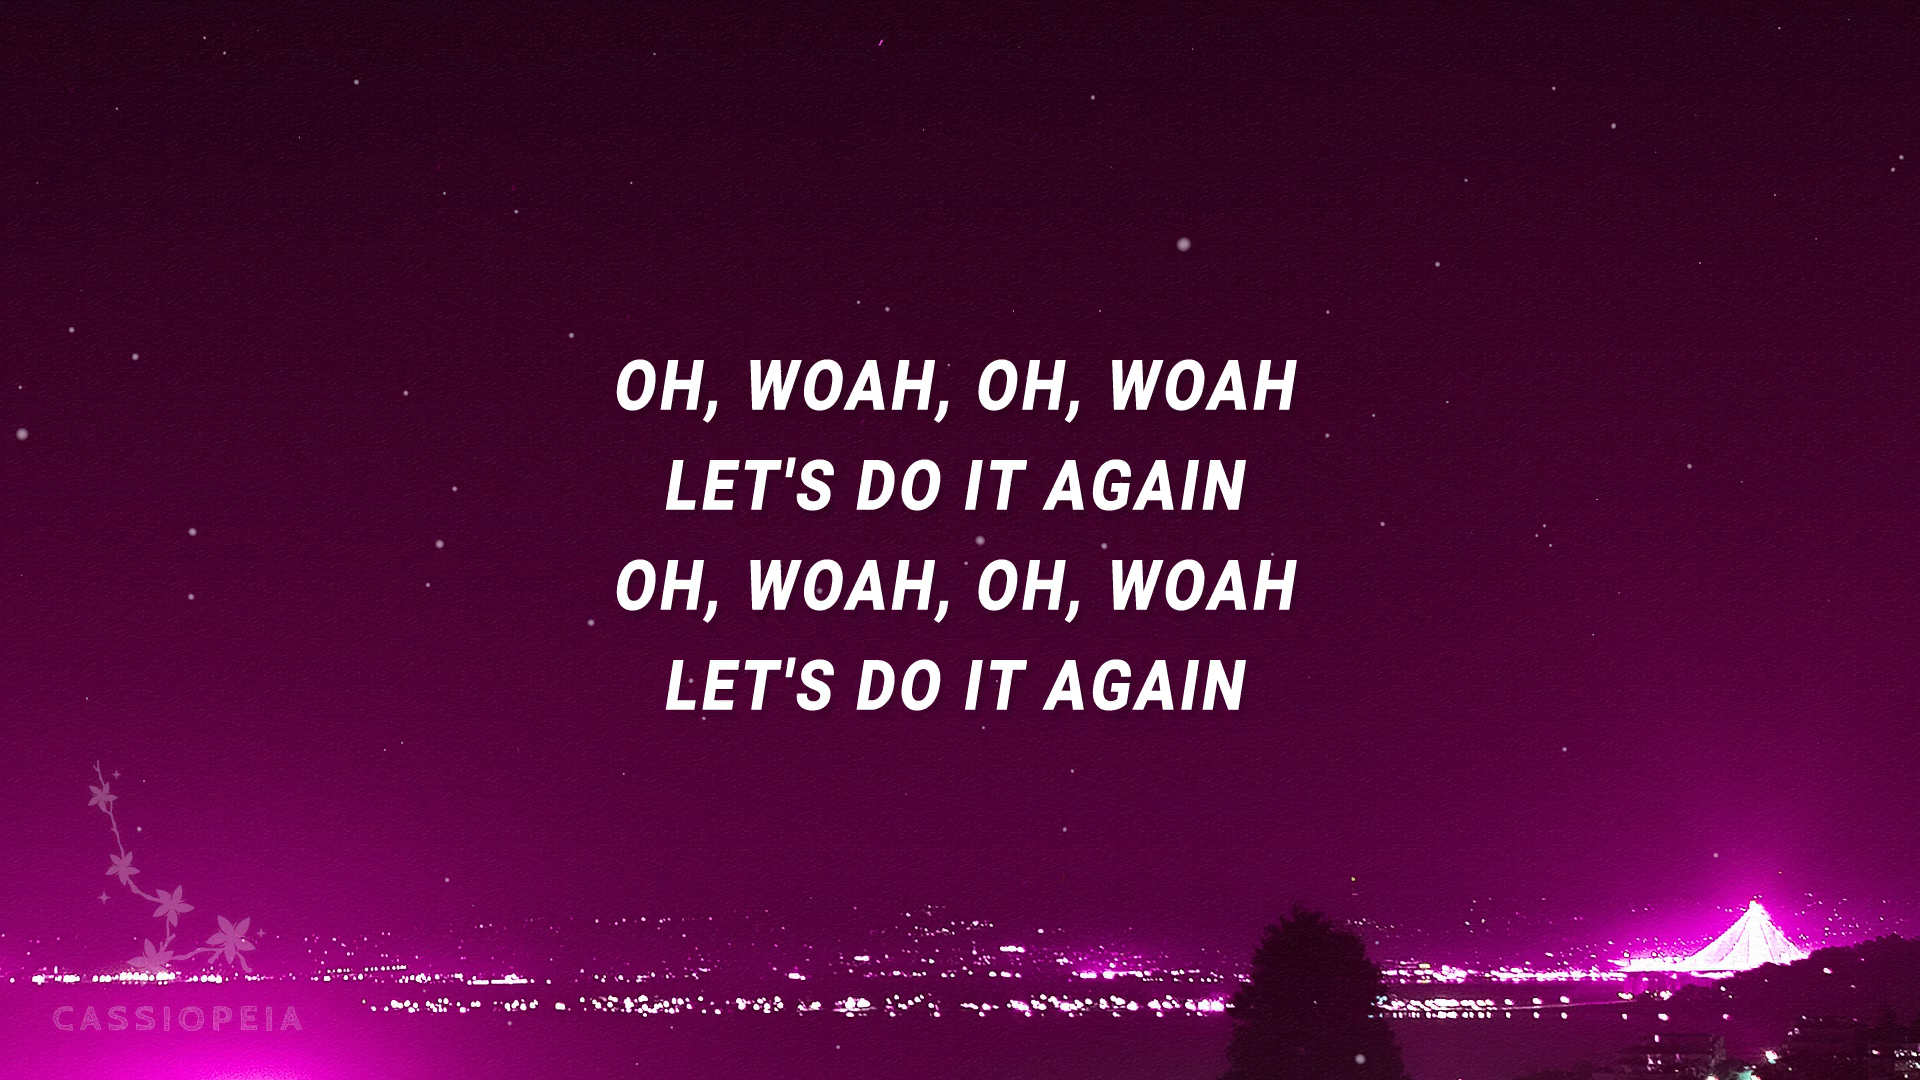 OH, WOAH, OH, WOAH
LET'S DO IT AGAIN
OH, WOAH, OH, WOAH
LET'S DO IT AGAIN
CASSIOPEIA